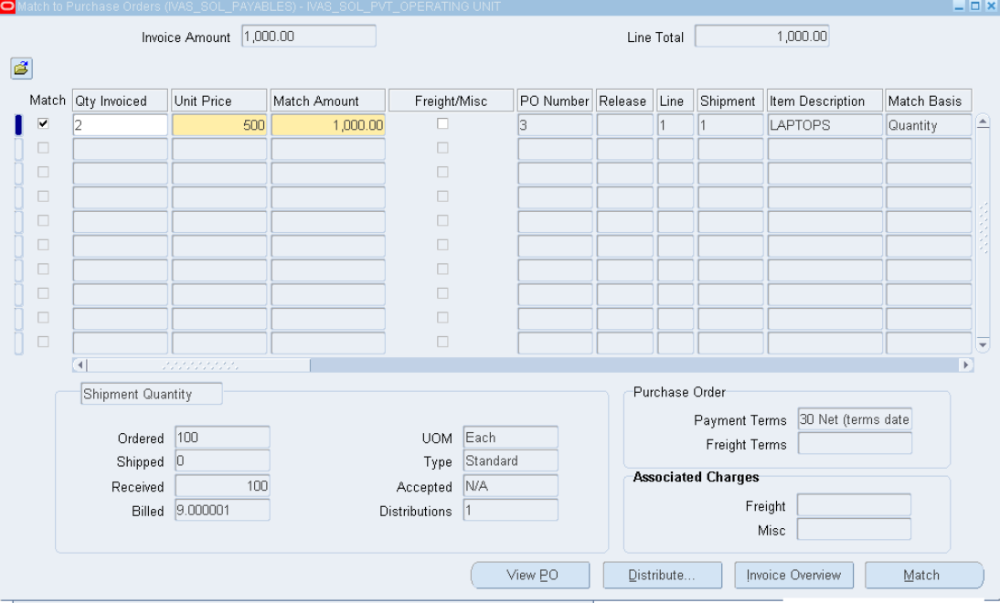 Match to Purchase Orders (IVAS_SOL_PAYABLES) - IVAS_SOL_PVT_OPERATING UNIT
Invoice Amount 1,000.00 Line Total 1,000.00
Match Qty Invoiced Unit Price Match Amount Freight/Misc PO Number Release Line Shipment Item Description Match Basis
2 500 1,000.00 3 1 1 LAPTOPS Quantity
Shipment Quantity
Ordered 100 UOM Each
Shipped 0 Type Standard
Received 100 Accepted N/A
Billed 9.000001 Distributions 1
Purchase Order
Payment Terms 30 Net (terms date
Freight Terms
Associated Charges
Freight
Misc
View PO Distribute... Invoice Overview Match